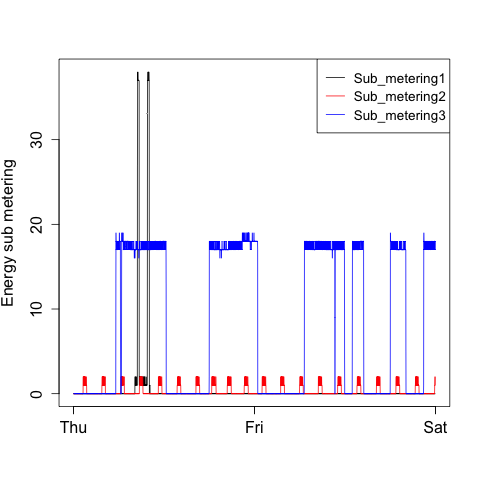 Sub_metering1
Sub_metering2
Sub_metering3
Energy sub metering
30
20
10
0
Thu Fri Sat